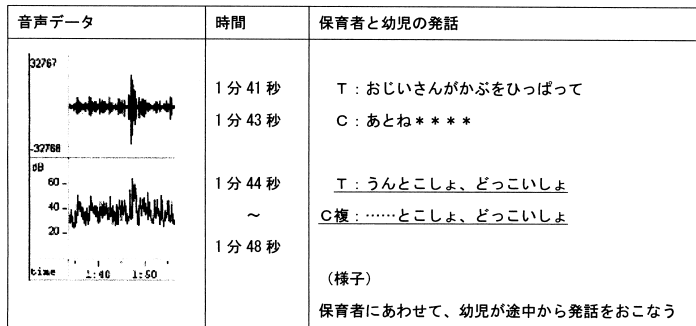 音声データ 時間 保育者と幼児の発話
32767
-32768
dB
60
40
20
time 1:40 1:50
1分41秒 T:おじいさんがかぶをひっぱって
1分43秒 C:あとね****
1分44秒 T:うんとこしょ、どっこいしょ
~ C複:……とこしょ、どっこいしょ
1分48秒
(様子)
保育者にあわせて、幼児が途中から発話をおこなう